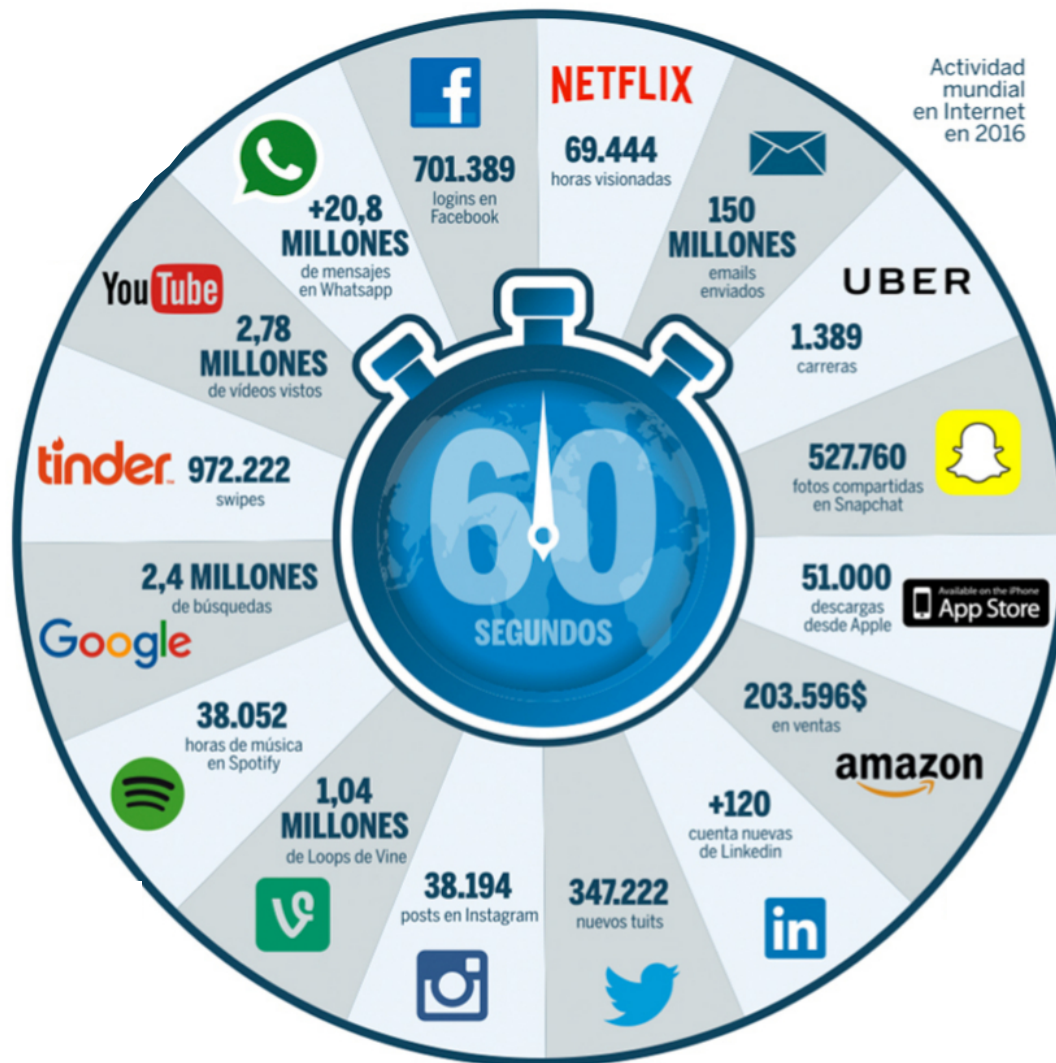 Actividad
mundial
en Internet
en 2016
NETFLIX
69.444
horas visionadas
150
MILLONES
emails
enviados
UBER
1.389
carreras
527.760
fotos compartidas
en Snapchat
51.000
descargas
desde Apple
Available on the iPhone
App Store
203.596$
en ventas
amazon
+120
cuenta nuevas
de Linkedin
in
347.222
nuevos tuits
38.194
posts en Instagram
1,04
MILLONES
de Loops de Vine
38.052
horas de música
en Spotify
2,4 MILLONES
de búsquedas
Google
tinder
972.222
swipes
YouTube
2,78
MILLONES
de vídeos vistos
+20,8
MILLONES
de mensajes
en Whatsapp
f
701.389
logins en
Facebook
60
SEGUNDOS